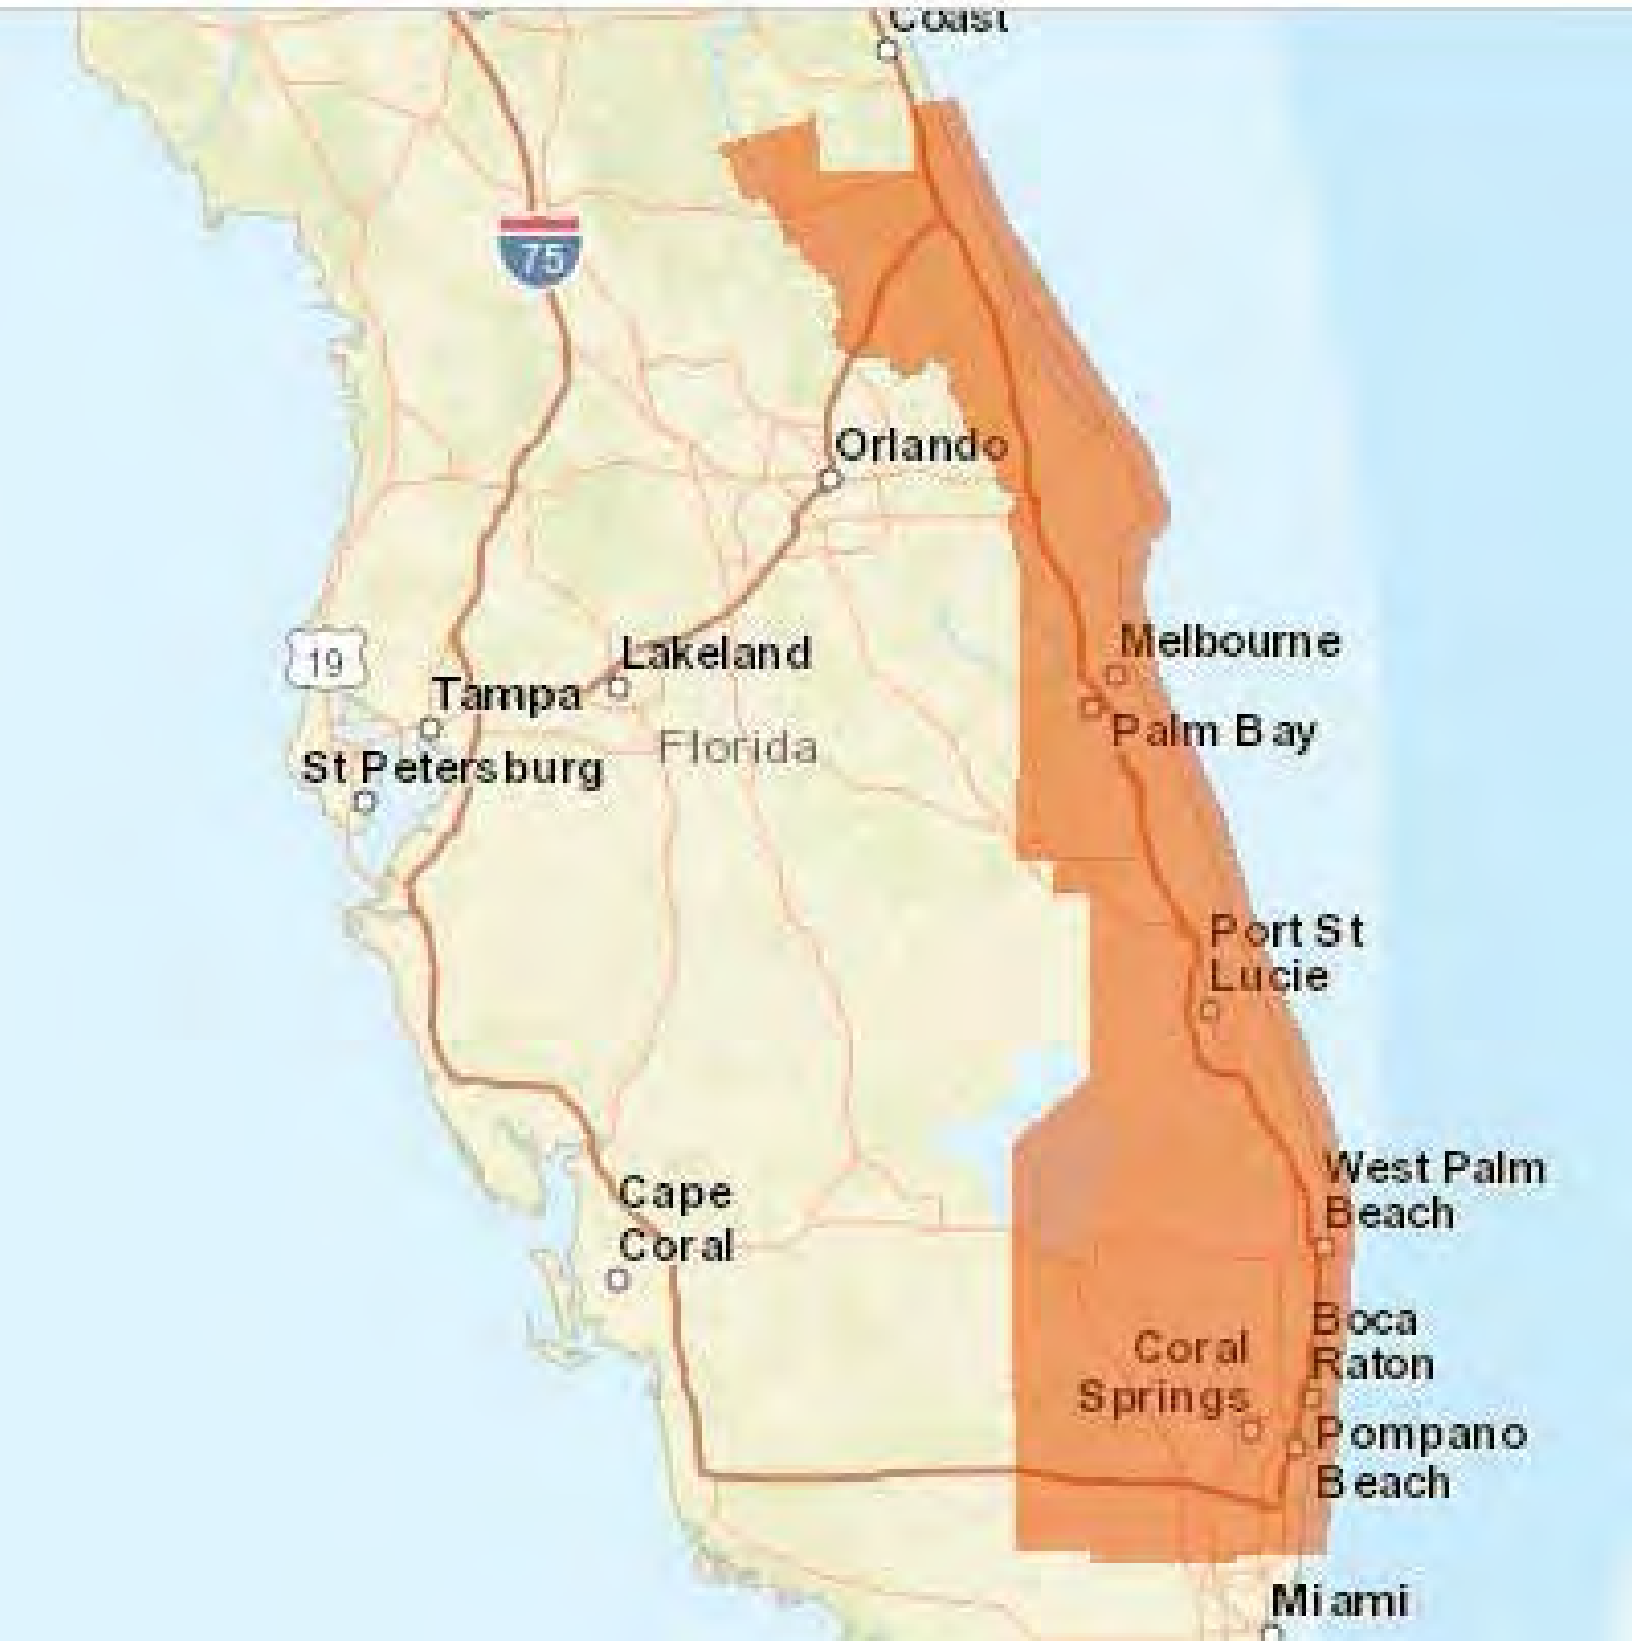 Coast
75
Orlando
Melbourne
19
Lakeland
Tampa
Palm Bay
Florida
St Petersburg
Port St
Lucie
West Palm
Beach
Cape
Coral
Boca
Raton
Coral
Springs
Pompano
Beach
Miami